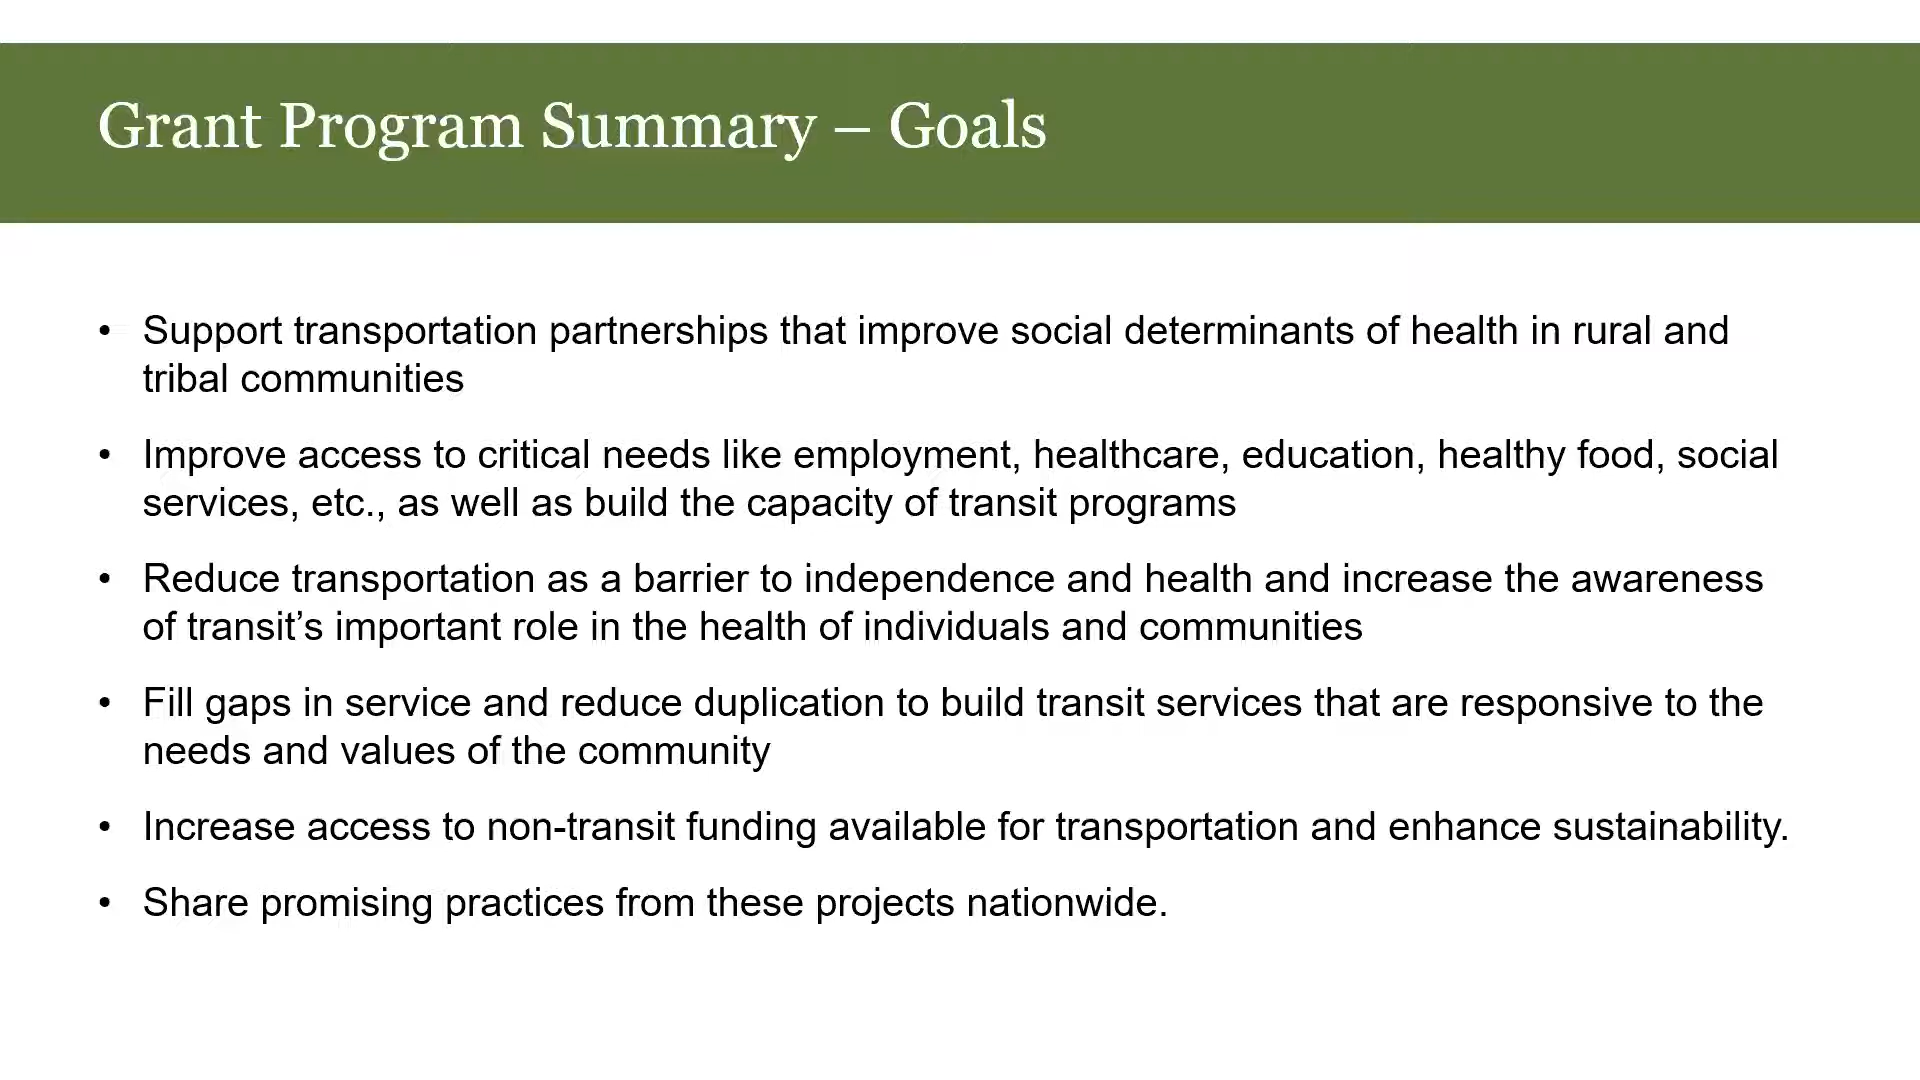 Grant Program Summary – Goals
• Support transportation partnerships that improve social determinants of health in rural and
tribal communities
• Improve access to critical needs like employment, healthcare, education, healthy food, social
services, etc., as well as build the capacity of transit programs
• Reduce transportation as a barrier to independence and health and increase the awareness
of transit’s important role in the health of individuals and communities
• Fill gaps in service and reduce duplication to build transit services that are responsive to the
needs and values of the community
• Increase access to non-transit funding available for transportation and enhance sustainability.
• Share promising practices from these projects nationwide.